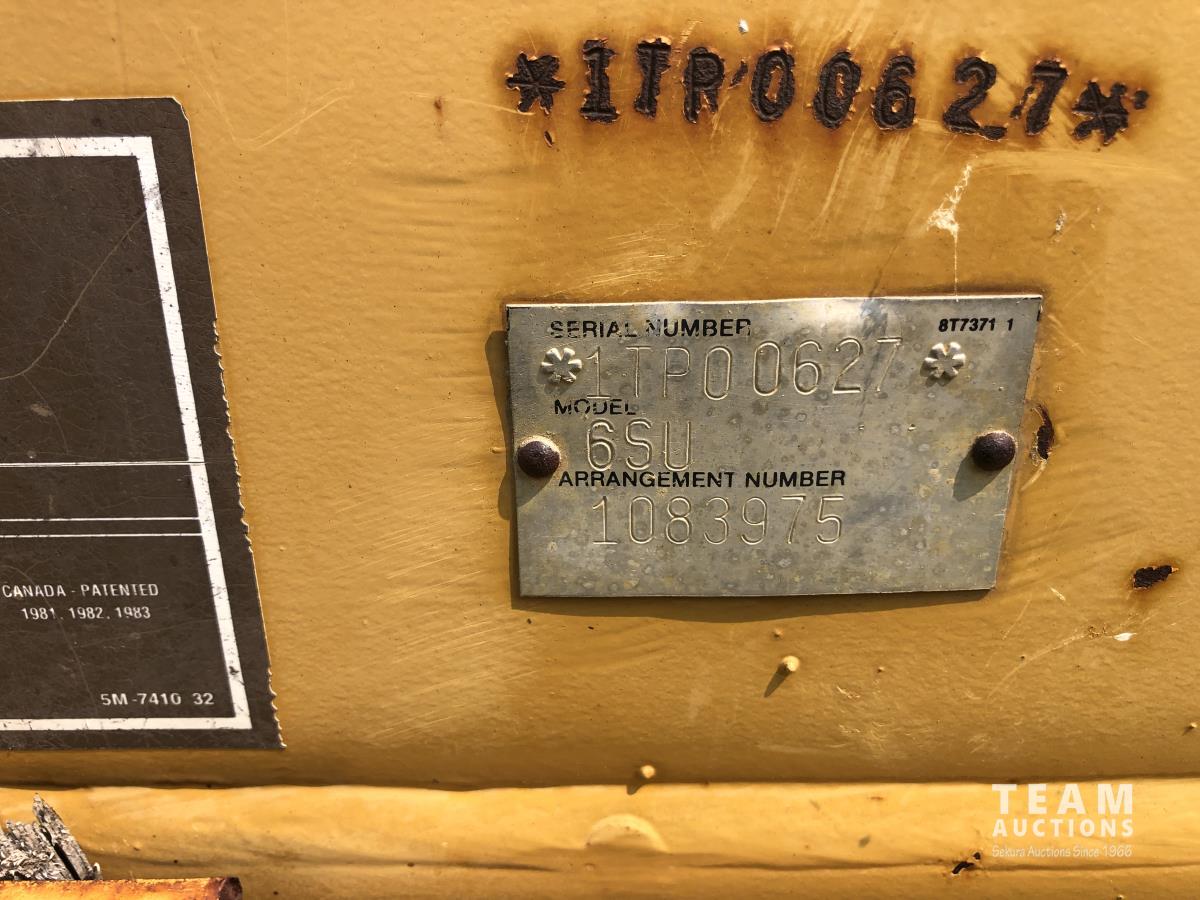 *1TP00627*
SERIAL NUMBER 8T7371 1
*1TP00627*
MODEL
6SU
ARRANGEMENT NUMBER
1083975
CANADA - PATENTED
1981, 1982, 1983
5M-7410 32
TEAM
AUCTIONS
Sekura Auctions Since 1966